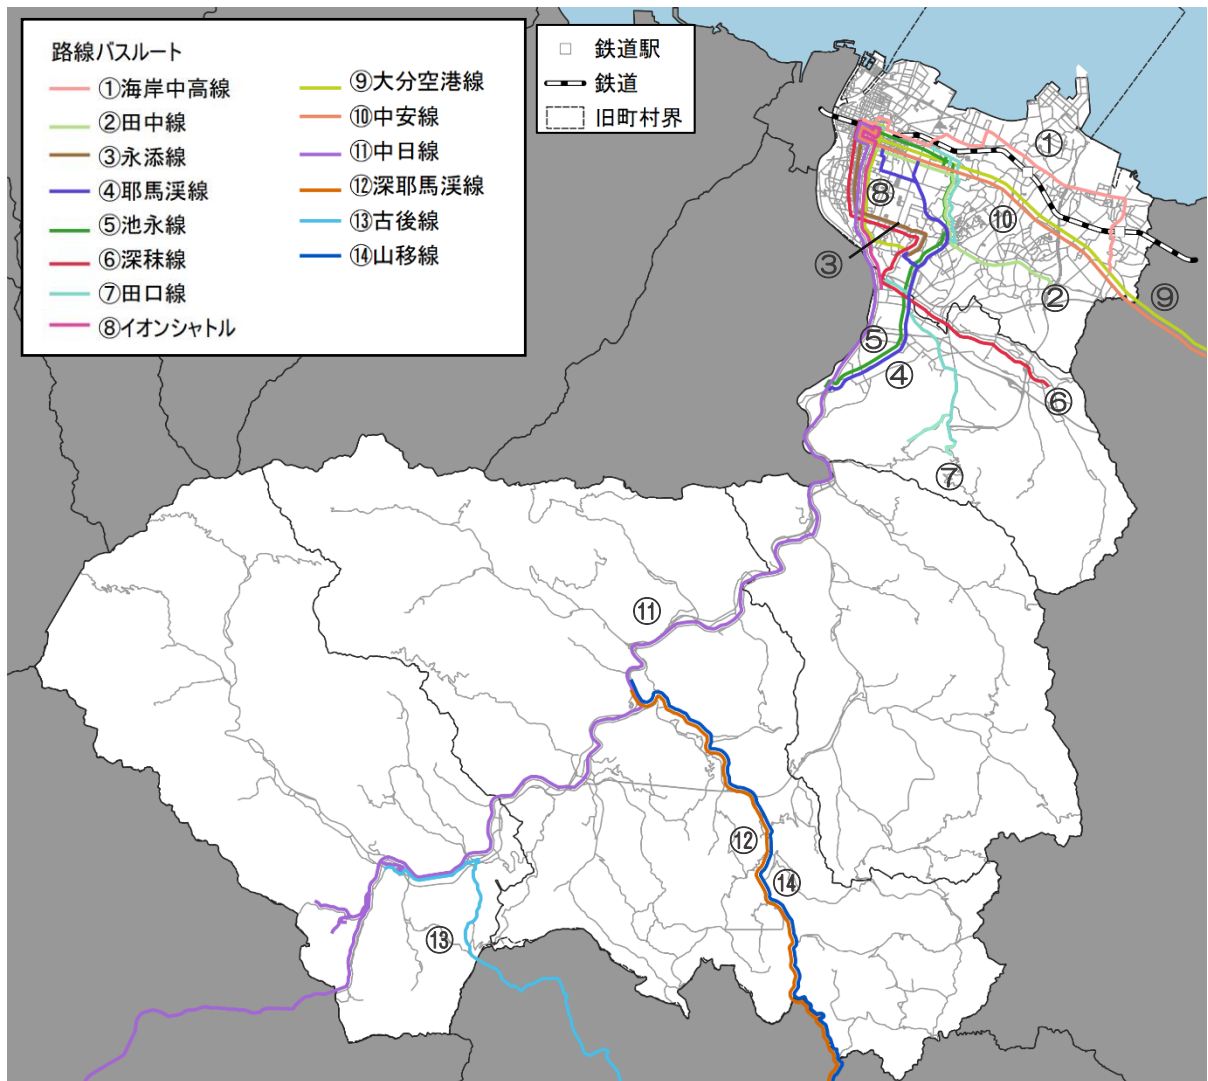 路線バスルート
①海岸中高線
②田中線
③永添線
④耶馬溪線
⑤池永線
⑥深秣線
⑦田口線
⑧イオンシャトル
⑨大分空港線
⑩中安線
⑪中日線
⑫深耶馬溪線
⑬古後線
⑭山移線
鉄道駅
鉄道
旧町村界
①
⑧
⑩
③
②
⑨
⑤
④
⑥
⑦
⑪
⑫
⑭
⑬